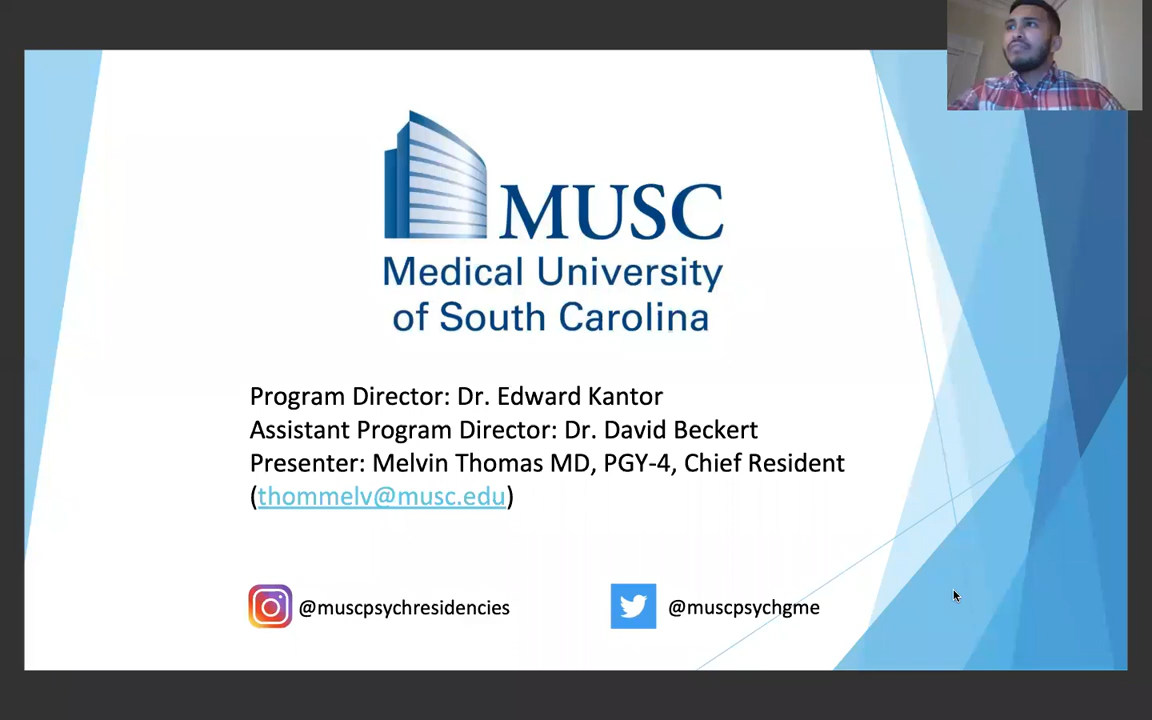 MUSC
Medical University
of South Carolina
Program Director: Dr. Edward Kantor
Assistant Program Director: Dr. David Beckert
Presenter: Melvin Thomas MD, PGY-4, Chief Resident
(thommelv@musc.edu)
@muscpsychresidencies
@muscpsychgme